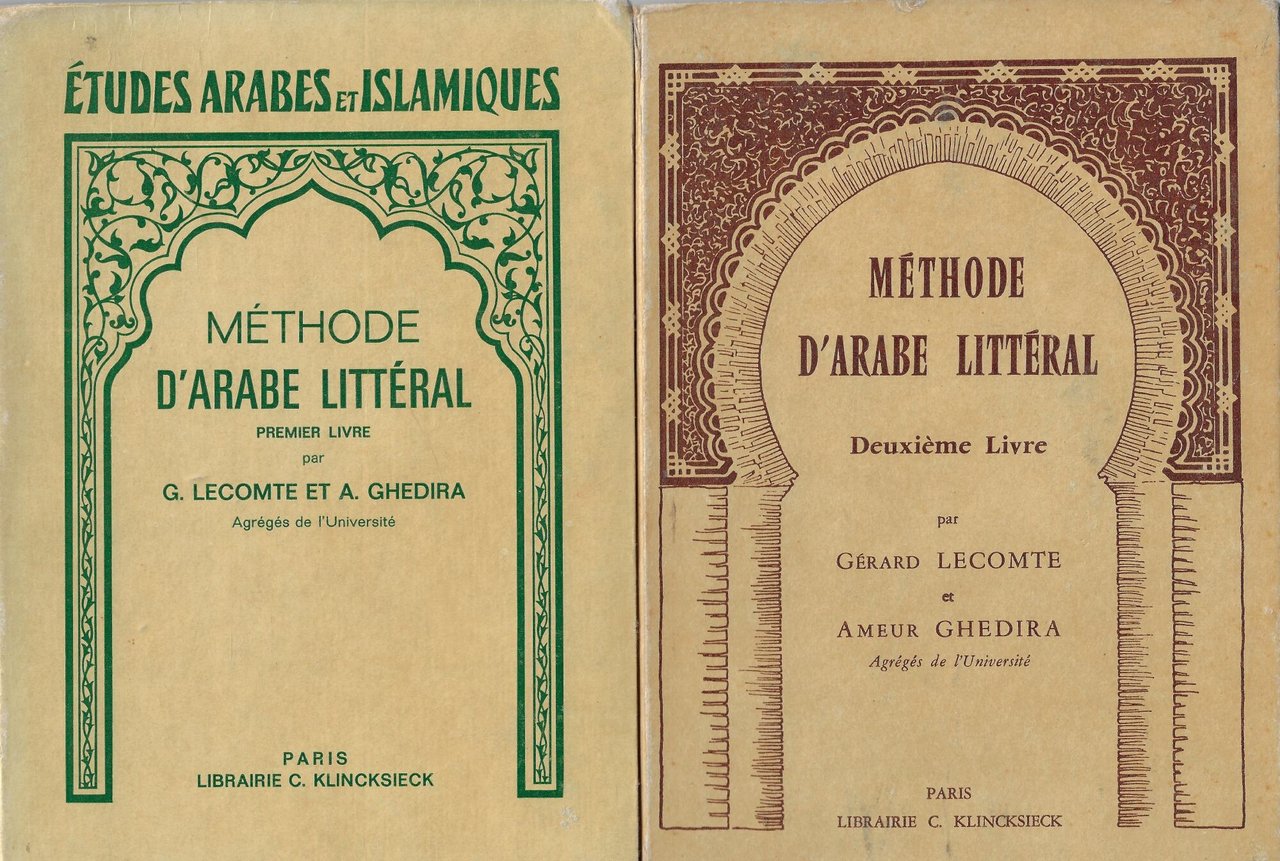 ÉTUDES ARABES ET ISLAMIQUES
MÉTHODE
D'ARABE LITTÉRAL
PREMIER LIVRE
par
G. LECOMTE ET A. GHEDIRA
Agrégés de l'Université
PARIS
LIBRAIRIE C. KLINCKSIECK
MÉTHODE
D'ARABE LITTÉRAL
Deuxième Livre
par
GÉRARD LECOMTE
et
AMEUR GHEDIRA
Agrégés de l'Université
PARIS
LIBRAIRIE C. KLINCKSIECK